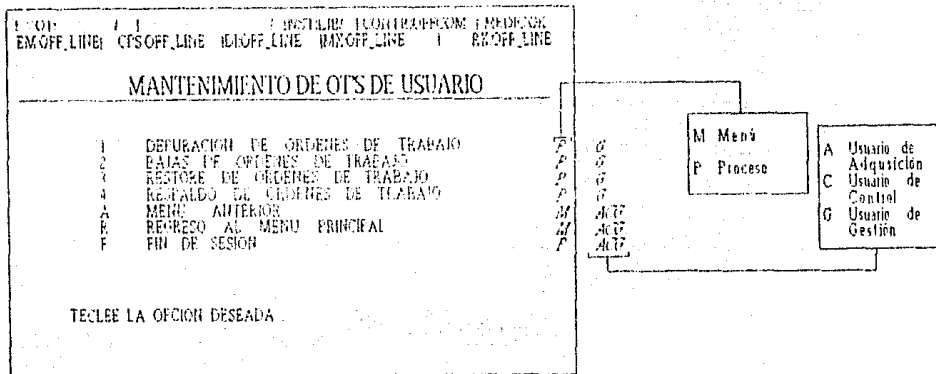 EM.OFF_LINE| CPS OFF_LINE |DI.OFF_LINE |MX.OFF_LINE | RX.OFF_LINE
MANTENIMIENTO DE OTS DE USUARIO
1 DEPURACION DE ORDENES DE TRABAJO P G
2 BAJAS DE ORDENES DE TRABAJO P G
3 RESTORE DE ORDENES DE TRABAJO P G
4 RESPALDO DE ORDENES DE TRABAJO P G
A MENU ANTERIOR M ACG
R REGRESO AL MENU PRINCIPAL M ACG
F FIN DE SESION P ACG
TECLEE LA OPCION DESEADA
M Menú
P Proceso
A Usuario de
Adqusición
C Usuario de
Control
G Usuario de
Gestión